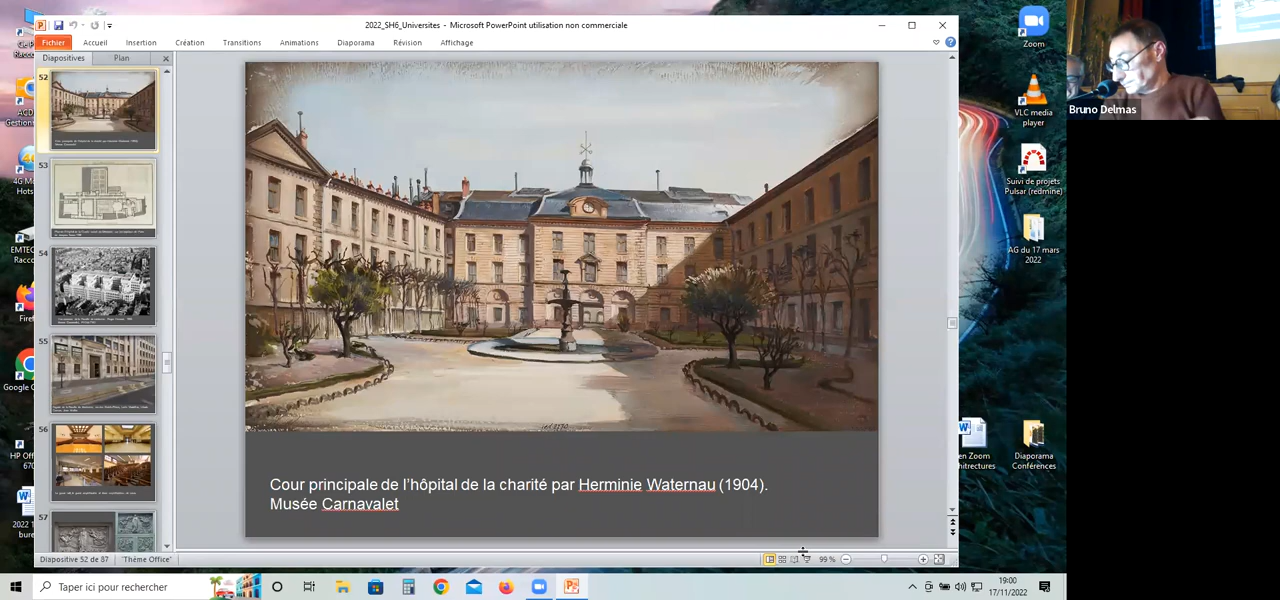 2022_SH6_Universites - Microsoft PowerPoint utilisation non commerciale
Fichier
Accueil
Insertion
Création
Transitions
Animations
Diaporama
Révision
Affichage
Diapositives
Plan
52
53
54
55
56
57
Cour principale de l'hôpital de la charité par Herminie Waternau (1904).
Musée Carnavalet
Diapositive 52 de 87
"Thème Office"
99 %
Zoom
VLC media
player
Suivi de projets
Pulsar (redmine)
AG du 17 mars
2022
en Zoom
Diaporama
Conférences
Bruno Delmas
Taper ici pour rechercher
19:00
17/11/2022